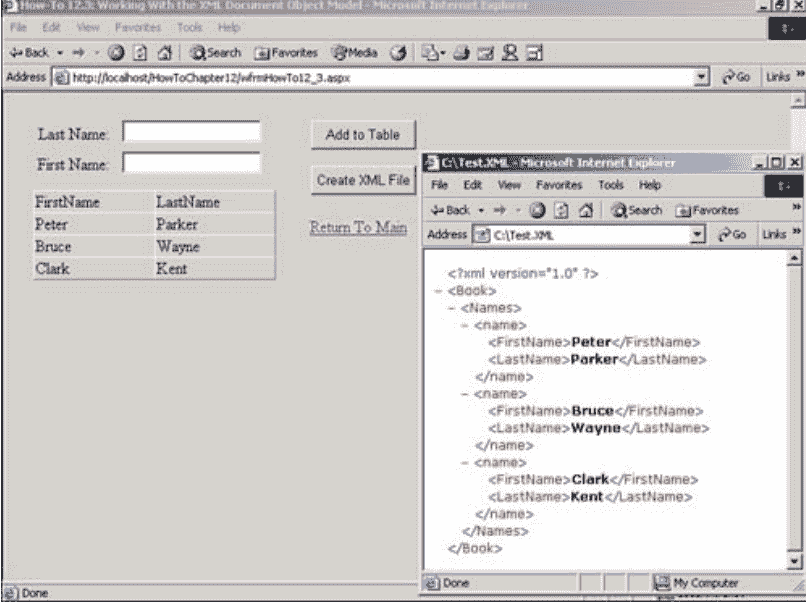 How-To 12.3: Working With the XML Document Object Model - Microsoft Internet Explorer
File Edit View Favorites Tools Help
Back Search Favorites Media
Address http://localhost/HowToChapter12/wfrmHowTo12_3.aspx Go Links »
Last Name:
First Name:
Add to Table
Create XML File
Return To Main
FirstName LastName
Peter Parker
Bruce Wayne
Clark Kent
Done
C:\Test.XML - Microsoft Internet Explorer
File Edit View Favorites Tools Help
Back Search Favorites »
Address C:\Test.XML Go Links »
<?xml version="1.0" ?>
- <Book>
- <Names>
- <name>
<FirstName>Peter</FirstName>
<LastName>Parker</LastName>
</name>
- <name>
<FirstName>Bruce</FirstName>
<LastName>Wayne</LastName>
</name>
- <name>
<FirstName>Clark</FirstName>
<LastName>Kent</LastName>
</name>
</Names>
</Book>
Done My Computer